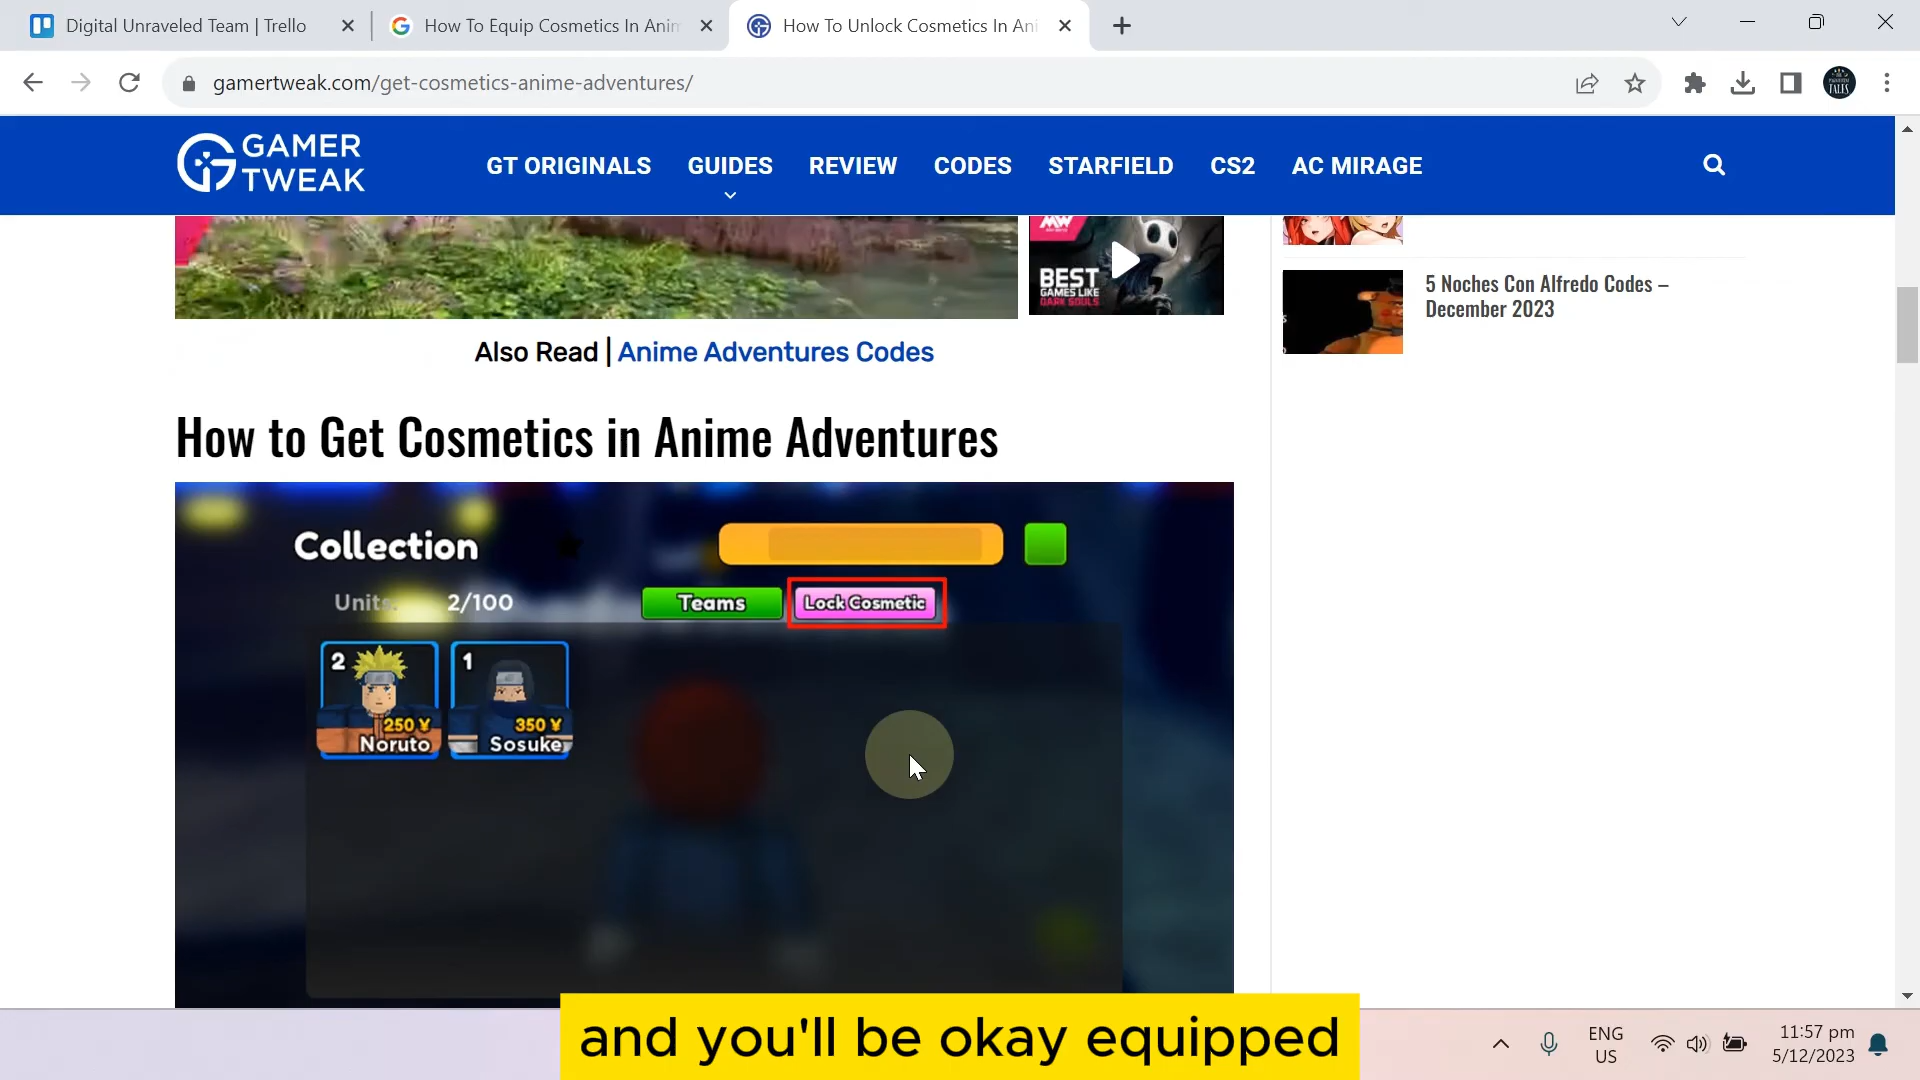 Digital Unraveled Team | Trello
How To Equip Cosmetics In Anim
How To Unlock Cosmetics In Ani
gamertweak.com/get-cosmetics-anime-adventures/
GAMER
TWEAK
GT ORIGINALS
GUIDES
REVIEW
CODES
STARFIELD
CS2
AC MIRAGE
BEST
GAMES LIKE
DARK SOULS
5 Noches Con Alfredo Codes –
December 2023
Also Read | Anime Adventures Codes
How to Get Cosmetics in Anime Adventures
Collection
Units: 2/100
Teams
Lock Cosmetic
2
250 ¥
Noruto
1
350 ¥
Sosuke
and you'll be okay equipped
ENG
US
11:57 pm
5/12/2023